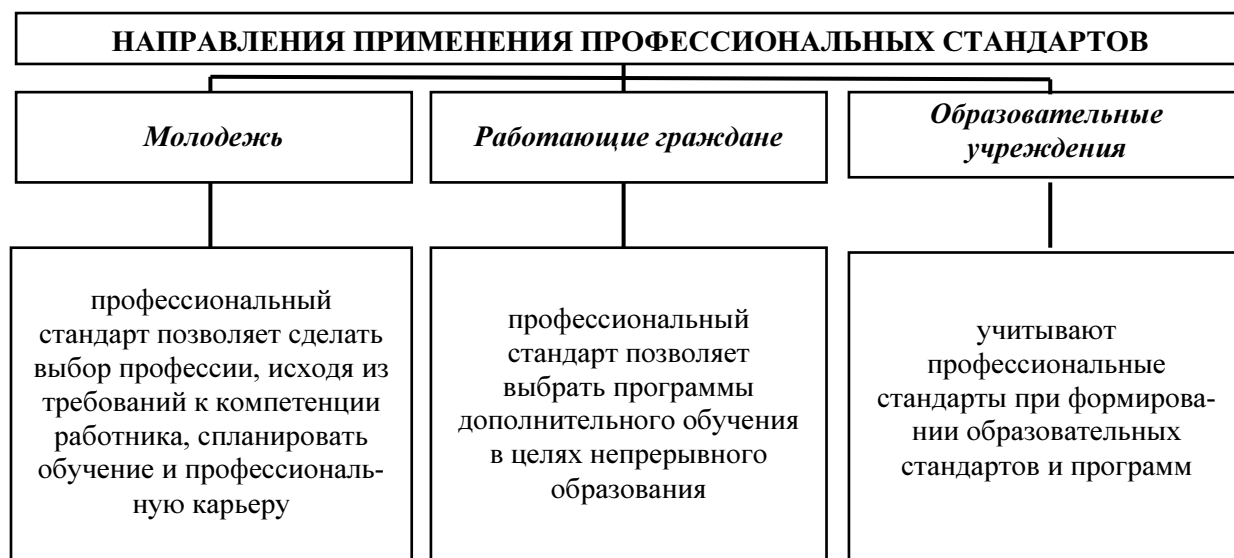 НАПРАВЛЕНИЯ ПРИМЕНЕНИЯ ПРОФЕССИОНАЛЬНЫХ СТАНДАРТОВ
Молодежь
Работающие граждане
Образовательные
учреждения
профессиональный
стандарт позволяет сделать
выбор профессии, исходя из
требований к компетенции
работника, спланировать
обучение и профессиональ-
ную карьеру
профессиональный
стандарт позволяет
выбрать программы
дополнительного обучения
в целях непрерывного
образования
учитывают
профессиональные
стандарты при формирова-
нии образовательных
стандартов и программ